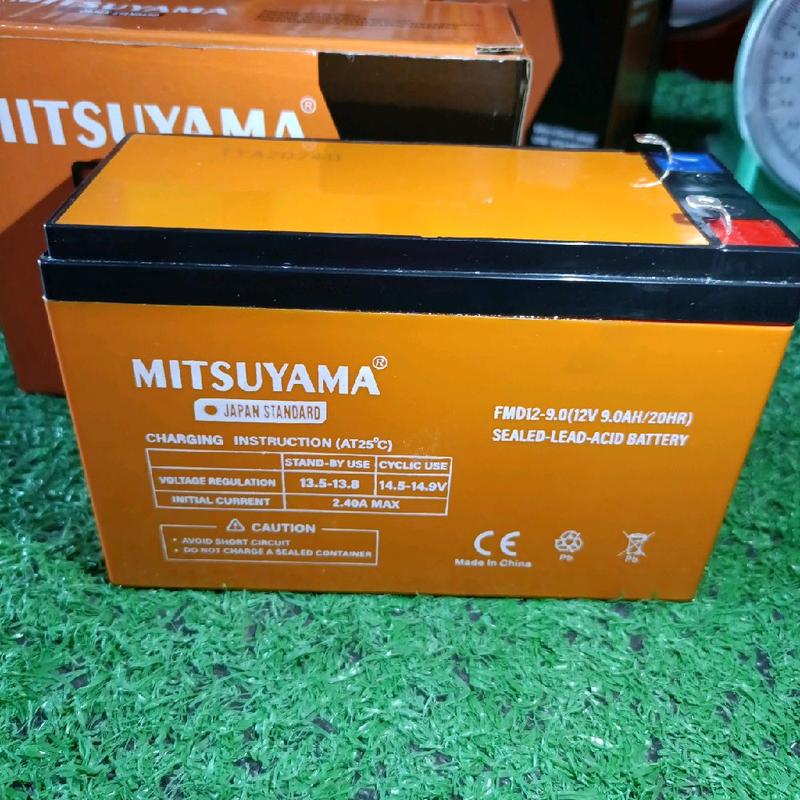 MITSUYAMA
MITSUYAMA®
MITSUYAMA®
JAPAN STANDARD
FMD12-9.0(12V 9.0AH/20HR)
SEALED-LEAD-ACID BATTERY
CHARGING INSTRUCTION (AT25°C)
STAND-BY USE CYCLIC USE
VOLTAGE REGULATION 13.5-13.8 14.5-14.9V
INITIAL CURRENT 2.40A MAX
CAUTION
• AVOID SHORT CIRCUIT
• DO NOT CHARGE A SEALED CONTAINER
CE
Made In China
Pb
Pb